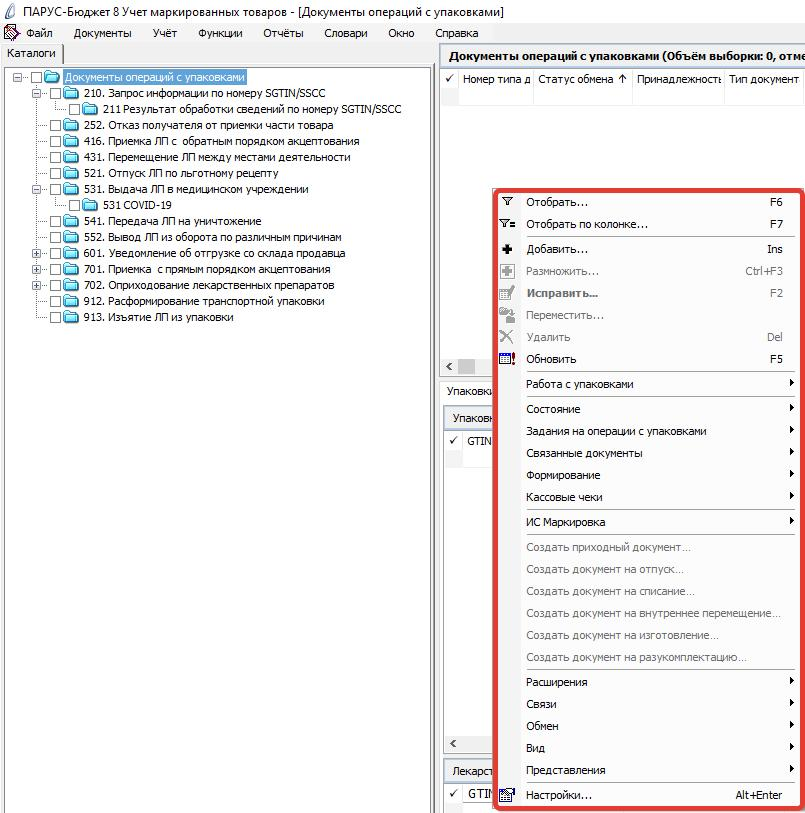 ПАРУС-Бюджет 8 Учет маркированных товаров - [Документы операций с упаковками]
Файл Документы Учёт Функции Отчёты Словари Окно Справка
Каталоги
Документы операций с упаковками
210. Запрос информации по номеру SGTIN/SSCC
211 Результат обработки сведений по номеру SGTIN/SSCC
252. Отказ получателя от приемки части товара
416. Приемка ЛП с обратным порядком акцептования
431. Перемещение ЛП между местами деятельности
521. Отпуск ЛП по льготному рецепту
531. Выдача ЛП в медицинском учреждении
531 COVID-19
541. Передача ЛП на уничтожение
552. Вывод ЛП из оборота по различным причинам
601. Уведомление об отгрузке со склада продавца
701. Приемка с прямым порядком акцептования
702. Оприходование лекарственных препаратов
912. Расформирование транспортной упаковки
913. Изъятие ЛП из упаковки
Документы операций с упаковками (Объём выборки: 0, отме
Номер типа д Статус обмена Принадлежность Тип документ
Упаковки
Упаковк
GTIN
Лекарст
GTIN
Отобрать... F6
Отобрать по колонке... F7
Добавить... Ins
Размножить... Ctrl+F3
Исправить... F2
Переместить...
Удалить Del
Обновить F5
Работа с упаковками
Состояние
Задания на операции с упаковками
Связанные документы
Формирование
Кассовые чеки
ИС Маркировка
Создать приходный документ...
Создать документ на отпуск...
Создать документ на списание...
Создать документ на внутреннее перемещение...
Создать документ на изготовление...
Создать документ на разукомплектацию...
Расширения
Связи
Обмен
Вид
Представления
Настройки... Alt+Enter